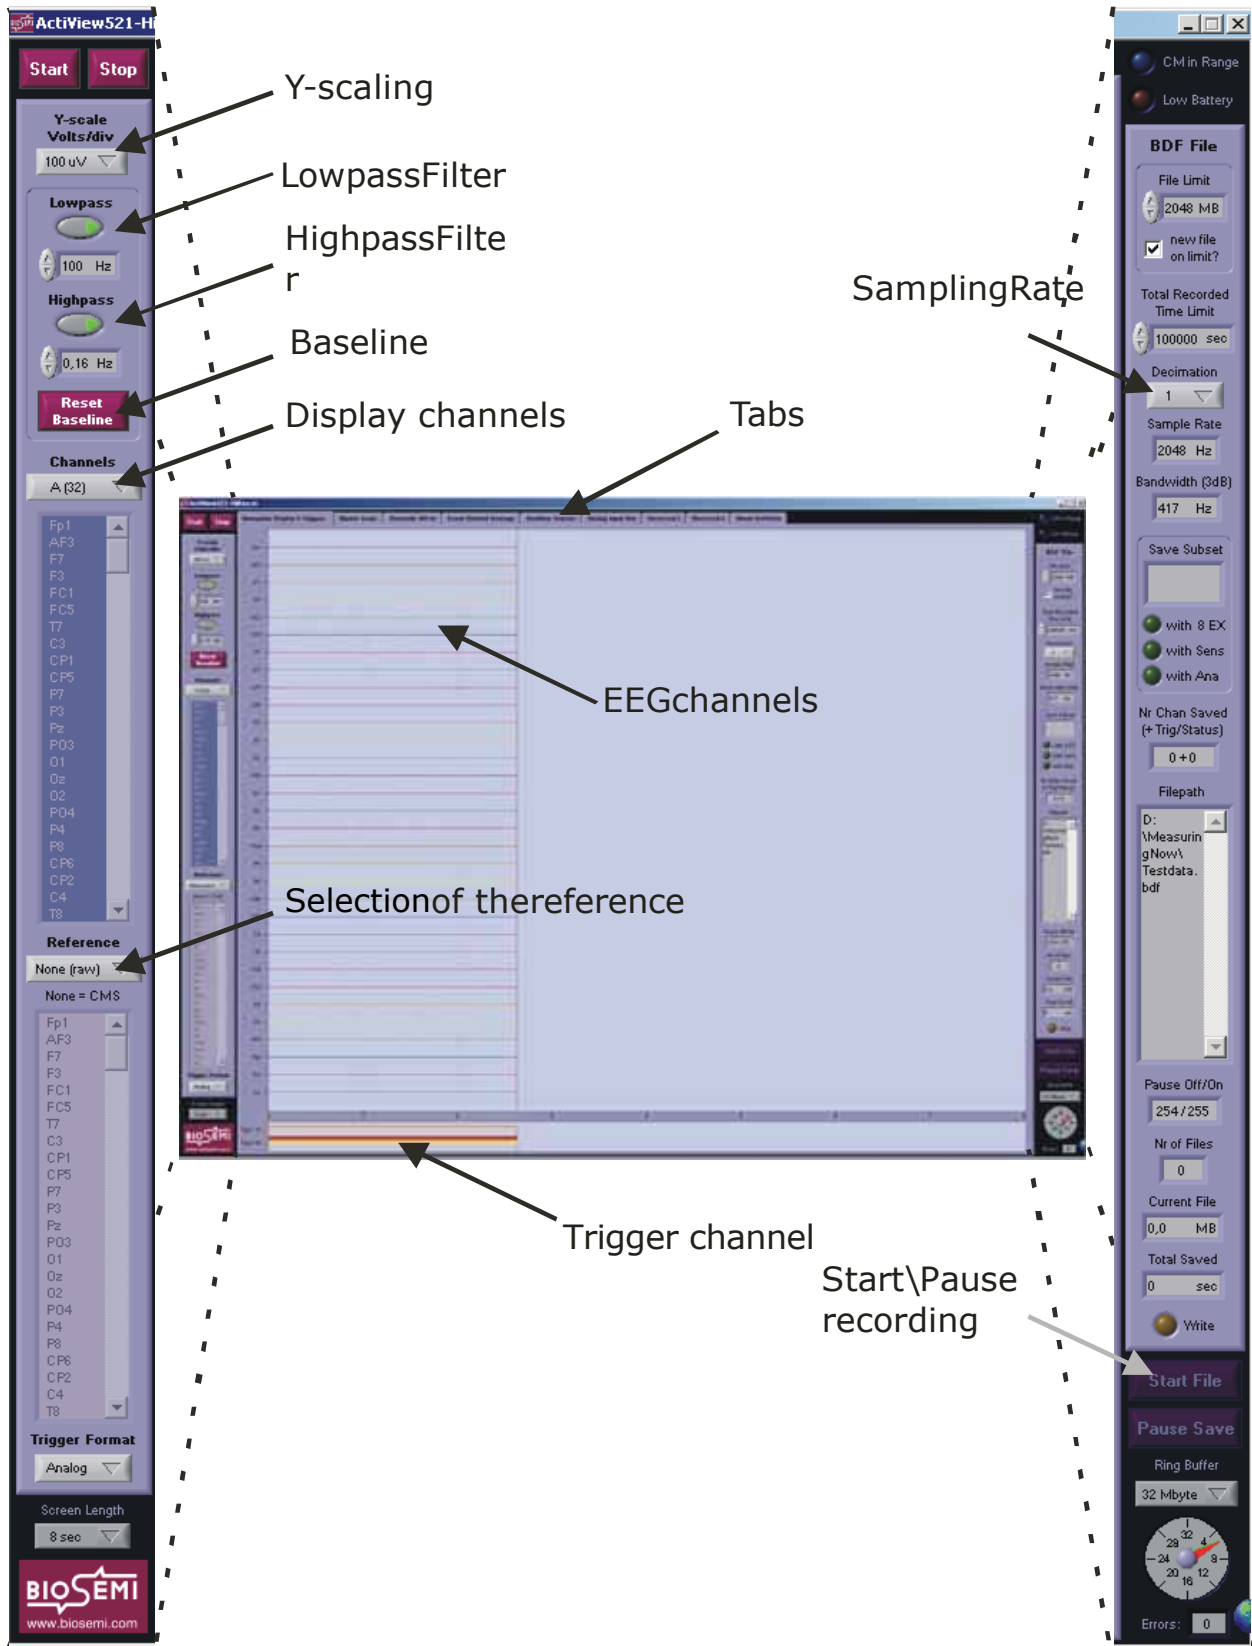 ActiView521-Hi
Start Stop
Y-scale
Volts/div
100 uV
Lowpass
100 Hz
Highpass
0,16 Hz
Reset
Baseline
Channels
A (32)
Fp1
AF3
F7
F3
FC1
FC5
T7
C3
CP1
CP5
P7
P3
Pz
PO3
O1
Oz
O2
PO4
P4
P8
CP6
CP2
C4
T8
Reference
None (raw)
None = CMS
Fp1
AF3
F7
F3
FC1
FC5
T7
C3
CP1
CP5
P7
P3
Pz
PO3
O1
Oz
O2
PO4
P4
P8
CP6
CP2
C4
T8
Trigger Format
Analog
Screen Length
8 sec
BIOSEMI
www.biosemi.com
Y-scaling
LowpassFilter
HighpassFilte
r
Baseline
Display channels
SamplingRate
Tabs
EEGchannels
Selectionof thereference
Trigger channel
Start\Pause
recording
BIOSEMI
CM in Range
Low Battery
BDF File
File Limit
2048 MB
new file
on limit?
Total Recorded
Time Limit
100000 sec
Decimation
1
Sample Rate
2048 Hz
Bandwidth (3dB)
417 Hz
Save Subset
with 8 EX
with Sens
with Ana
Nr Chan Saved
(+Trig/Status)
0+0
Filepath
D:
\Measurin
gNow\
Testdata.
bdf
Pause Off/On
254/255
Nr of Files
0
Current File
0,0 MB
Total Saved
0 sec
Write
Start File
Pause Save
Ring Buffer
32 Mbyte
32
28 4
24 8
20 12
16
Errors: 0